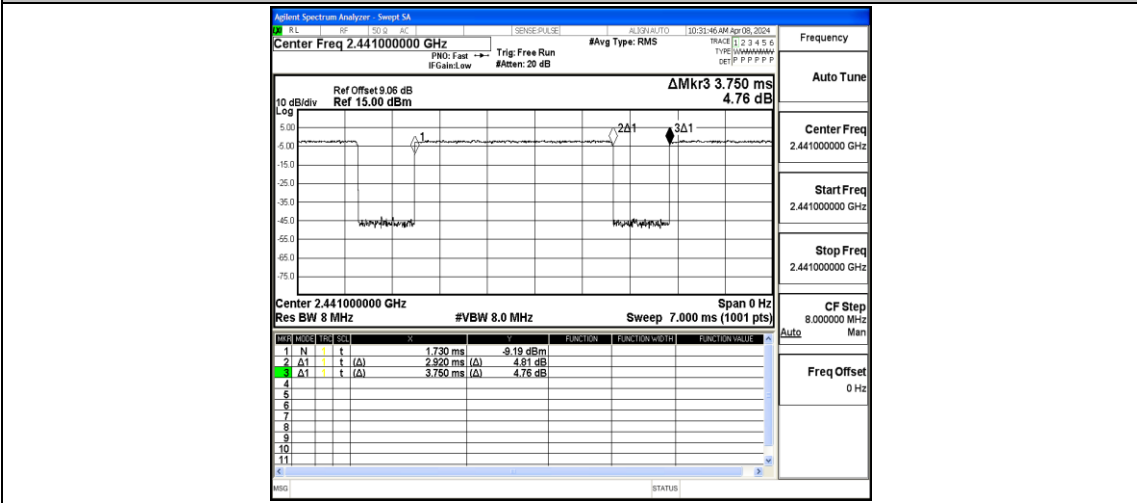 Agilent Spectrum Analyzer - Swept SA
RL RF 50 Ω AC SENSE:PULSE ALIGN AUTO 10:31:46 AM Apr 08, 2024
Center Freq 2.441000000 GHz #Avg Type: RMS TRACE 1 2 3 4 5 6
PNO: Fast Trig: Free Run TYPE
IFGain:Low #Atten: 20 dB DET P P P P P P
Frequency
Auto Tune
Center Freq
2.441000000 GHz
Start Freq
2.441000000 GHz
Stop Freq
2.441000000 GHz
CF Step
8.000000 MHz
Auto Man
Freq Offset
0 Hz
ΔMkr3 3.750 ms
4.76 dB
Ref Offset 9.06 dB
10 dB/div Ref 15.00 dBm
Log
5.00
-5.00
-15.0
-25.0
-35.0
-45.0
-55.0
-65.0
-75.0
1
2Δ1
3Δ1
Center 2.441000000 GHz Span 0 Hz
Res BW 8 MHz #VBW 8.0 MHz Sweep 7.000 ms (1001 pts)
MKR MODE TRC SCL X Y FUNCTION FUNCTION WIDTH FUNCTION VALUE
1 N 1 t 1.730 ms -9.19 dBm
2 Δ1 1 t (Δ) 2.920 ms (Δ) 4.81 dB
3 Δ1 1 t (Δ) 3.750 ms (Δ) 4.76 dB
4
5
6
7
8
9
10
11
MSG STATUS